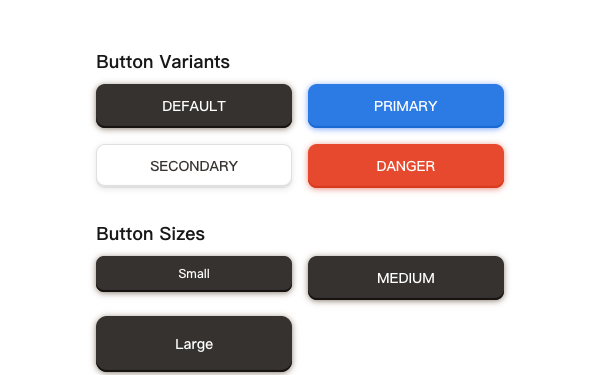 Button Variants
DEFAULT
PRIMARY
SECONDARY
DANGER
Button Sizes
Small
MEDIUM
Large